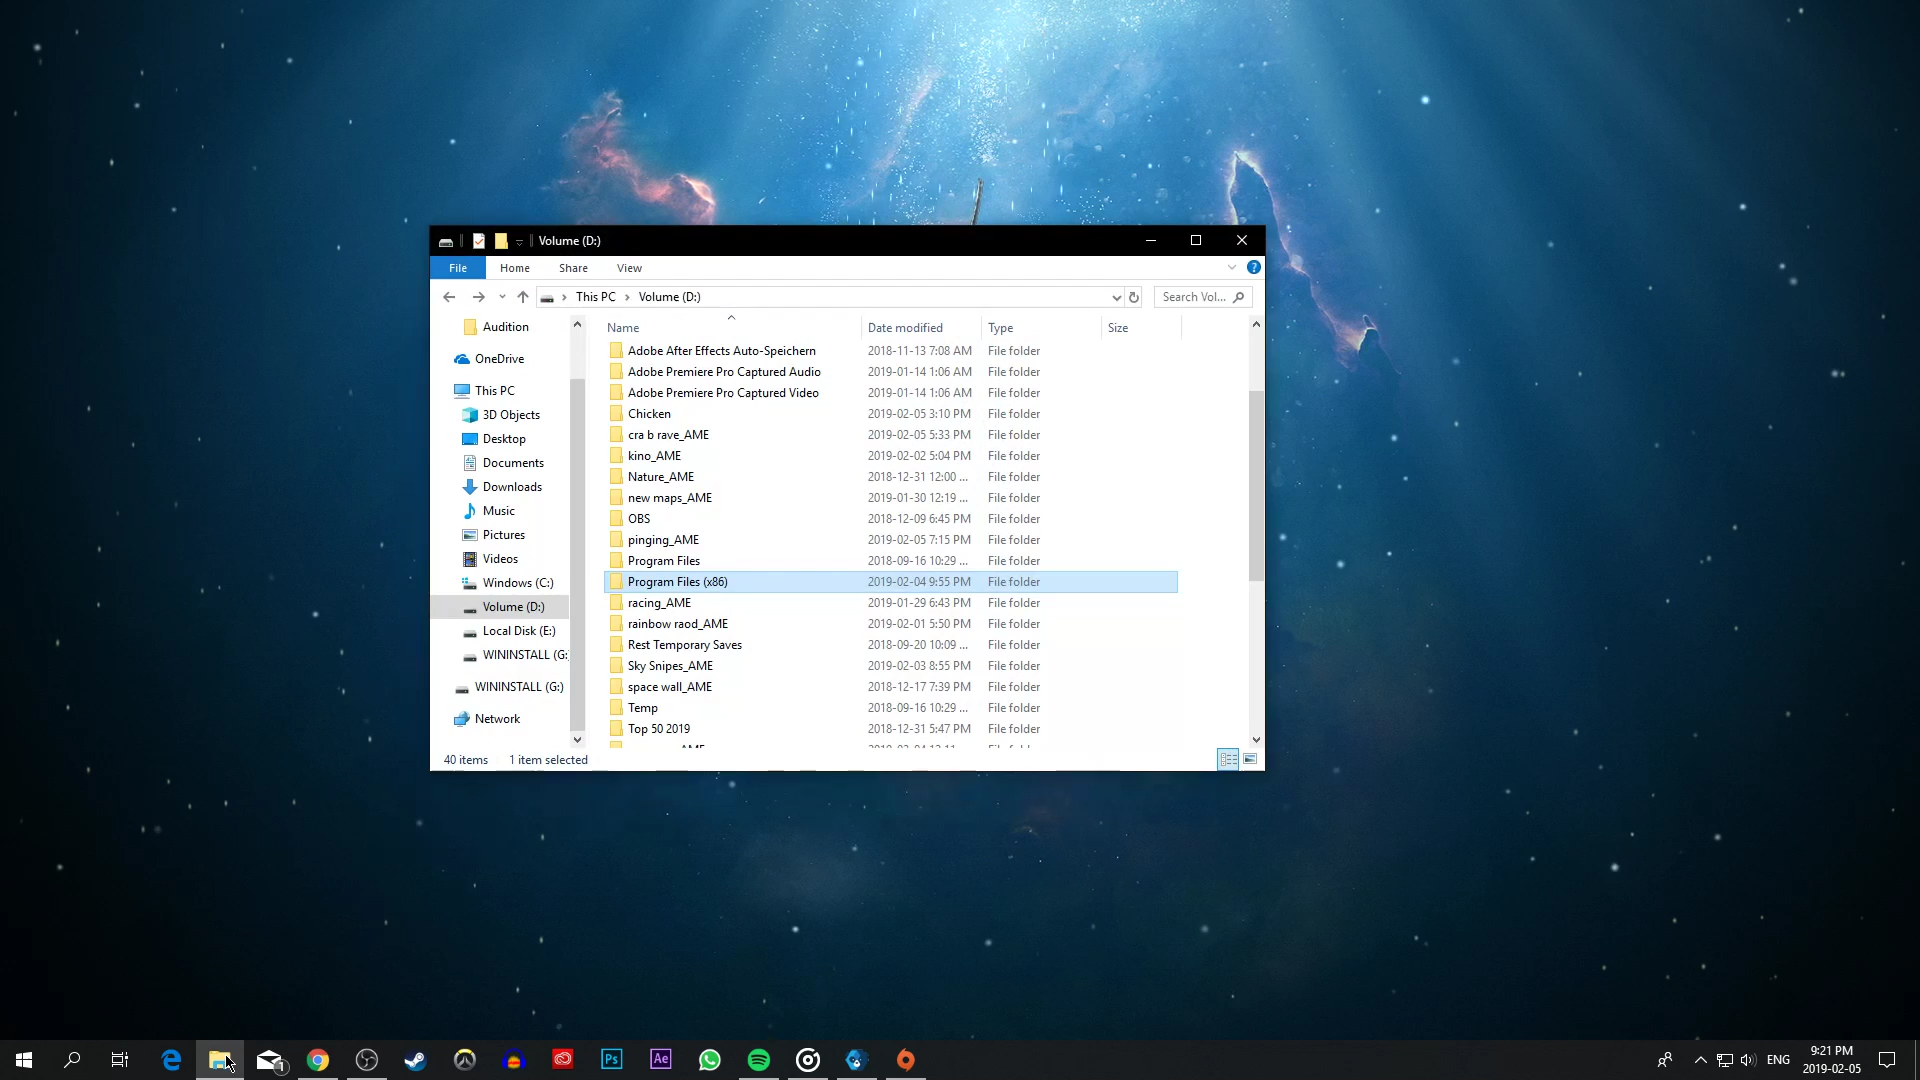 Volume (D:)
File Home Share View
This PC Volume (D:)
Search Vol...
Audition
OneDrive
This PC
3D Objects
Desktop
Documents
Downloads
Music
Pictures
Videos
Windows (C:)
Volume (D:)
Local Disk (E:)
WININSTALL (G:
WININSTALL (G:)
Network
Name Date modified Type Size
Adobe After Effects Auto-Speichern 2018-11-13 7:08 AM File folder
Adobe Premiere Pro Captured Audio 2019-01-14 1:06 AM File folder
Adobe Premiere Pro Captured Video 2019-01-14 1:06 AM File folder
Chicken 2019-02-05 3:10 PM File folder
cra b rave_AME 2019-02-05 5:33 PM File folder
kino_AME 2019-02-02 5:04 PM File folder
Nature_AME 2018-12-31 12:00 ... File folder
new maps_AME 2019-01-30 12:19 ... File folder
OBS 2018-12-09 6:45 PM File folder
pinging_AME 2019-02-05 7:15 PM File folder
Program Files 2018-09-16 10:29 ... File folder
Program Files (x86) 2019-02-04 9:55 PM File folder
racing_AME 2019-01-29 6:43 PM File folder
rainbow raod_AME 2019-02-01 5:50 PM File folder
Rest Temporary Saves 2018-09-20 10:09 ... File folder
Sky Snipes_AME 2019-02-03 8:55 PM File folder
space wall_AME 2018-12-17 7:39 PM File folder
Temp 2018-09-16 10:29 ... File folder
Top 50 2019 2018-12-31 5:47 PM File folder
40 items 1 item selected
1
Ps
Ae
ENG
9:21 PM
2019-02-05